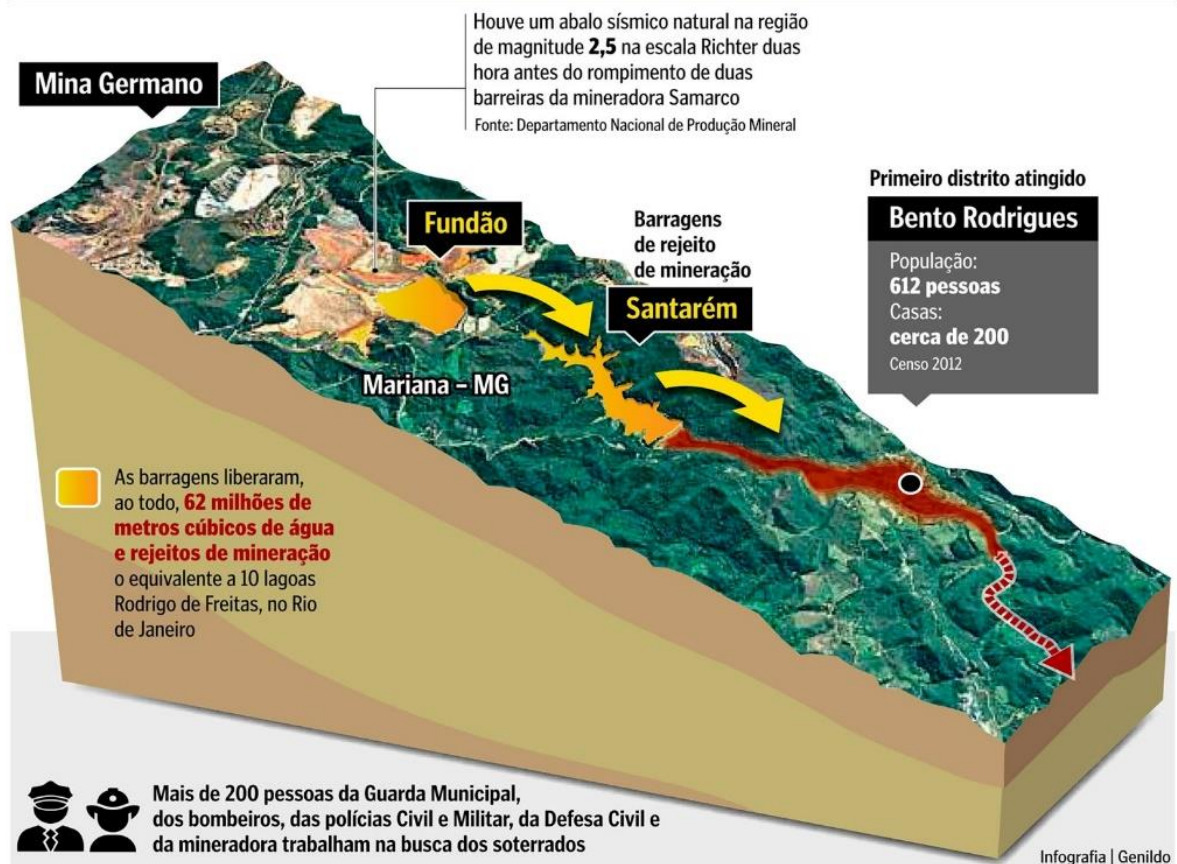 Houve um abalo sísmico natural na região
de magnitude 2,5 na escala Richter duas
hora antes do rompimento de duas
barreiras da mineradora Samarco
Fonte: Departamento Nacional de Produção Mineral
Mina Germano
Primeiro distrito atingido
Bento Rodrigues
População:
612 pessoas
Casas:
cerca de 200
Censo 2012
Fundão
Barragens
de rejeito
de mineração
Santarém
Mariana – MG
As barragens liberaram,
ao todo, 62 milhões de
metros cúbicos de água
e rejeitos de mineração
o equivalente a 10 lagoas
Rodrigo de Freitas, no Rio
de Janeiro
Mais de 200 pessoas da Guarda Municipal,
dos bombeiros, das polícias Civil e Militar, da Defesa Civil e
da mineradora trabalham na busca dos soterrados
Infografia | Genildo